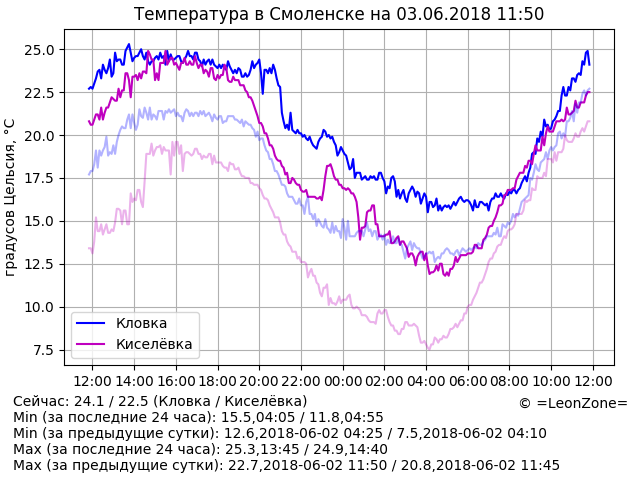 Температура в Смоленске на 03.06.2018 11:50
градусов Цельсия, °C
25.0
22.5
20.0
17.5
15.0
12.5
10.0
7.5
Кловка
Киселёвка
12:00 14:00 16:00 18:00 20:00 22:00 00:00 02:00 04:00 06:00 08:00 10:00 12:00
Сейчас: 24.1 / 22.5 (Кловка / Киселёвка)
© =LeonZone=
Min (за последние 24 часа): 15.5,04:05 / 11.8,04:55
Min (за предыдущие сутки): 12.6,2018-06-02 04:25 / 7.5,2018-06-02 04:10
Max (за последние 24 часа): 25.3,13:45 / 24.9,14:40
Max (за предыдущие сутки): 22.7,2018-06-02 11:50 / 20.8,2018-06-02 11:45